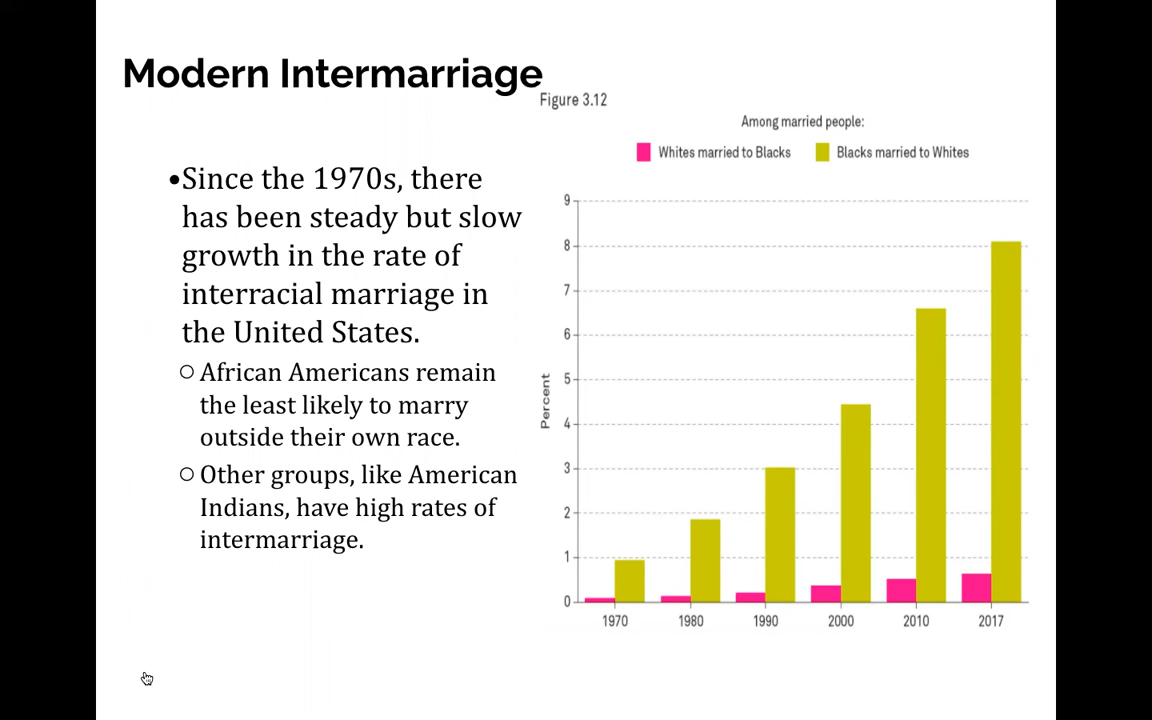 Modern Intermarriage
Figure 3.12
Among married people:
Whites married to Blacks
Blacks married to Whites
•Since the 1970s, there
has been steady but slow
growth in the rate of
interracial marriage in
the United States.
○ African Americans remain
the least likely to marry
outside their own race.
○ Other groups, like American
Indians, have high rates of
intermarriage.
Percent
9
8
7
6
5
4
3
2
1
0
1970 1980 1990 2000 2010 2017